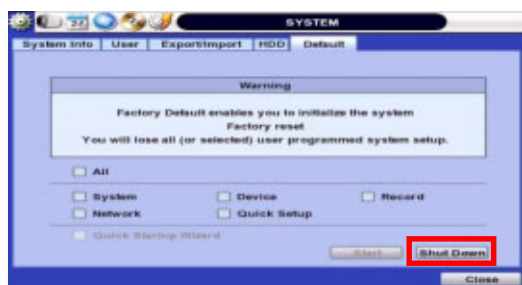 SYSTEM
System Info User Export/Import HDD Default
Warning
Factory Default enables you to initialize the system
Factory reset
You will lose all (or selected) user programmed system setup.
All
System Device Record
Network Quick Setup
Quick Startup Wizard
Start Shut Down
Close